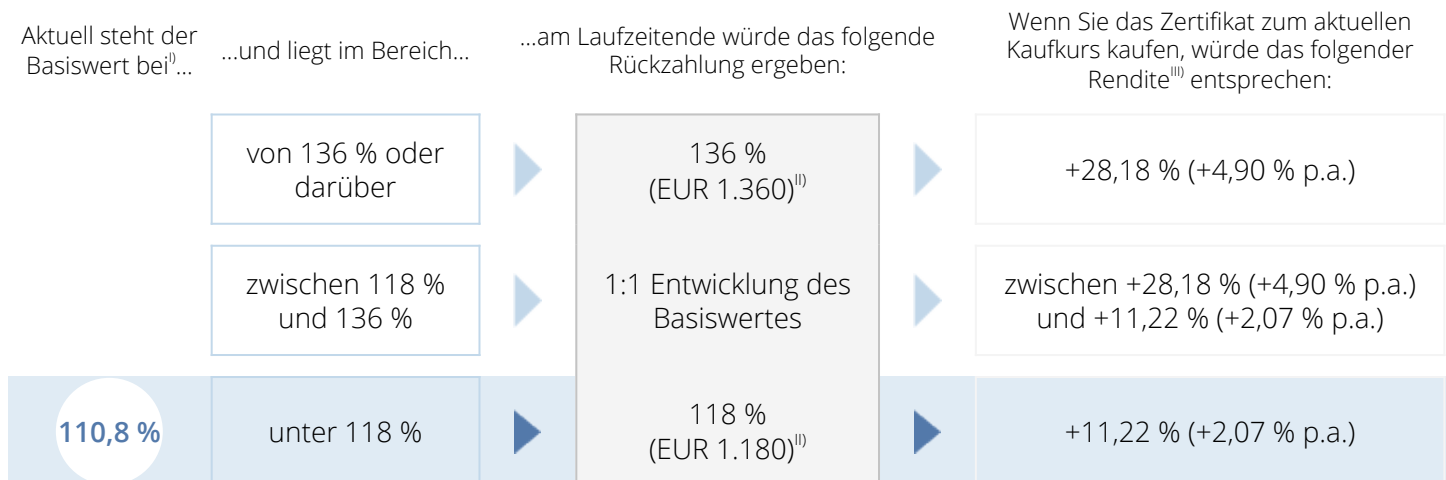 Aktuell steht der
Basiswert bei I)...
...und liegt im Bereich...
...am Laufzeitende würde das folgende
Rückzahlung ergeben:
Wenn Sie das Zertifikat zum aktuellen
Kaufkurs kaufen, würde das folgender
Rendite III) entsprechen:
von 136 % oder
darüber
136 %
(EUR 1.360) II)
+28,18 % (+4,90 % p.a.)
zwischen 118 %
und 136 %
1:1 Entwicklung des
Basiswertes
zwischen +28,18 % (+4,90 % p.a.)
und +11,22 % (+2,07 % p.a.)
110,8 %
unter 118 %
118 %
(EUR 1.180) II)
+11,22 % (+2,07 % p.a.)